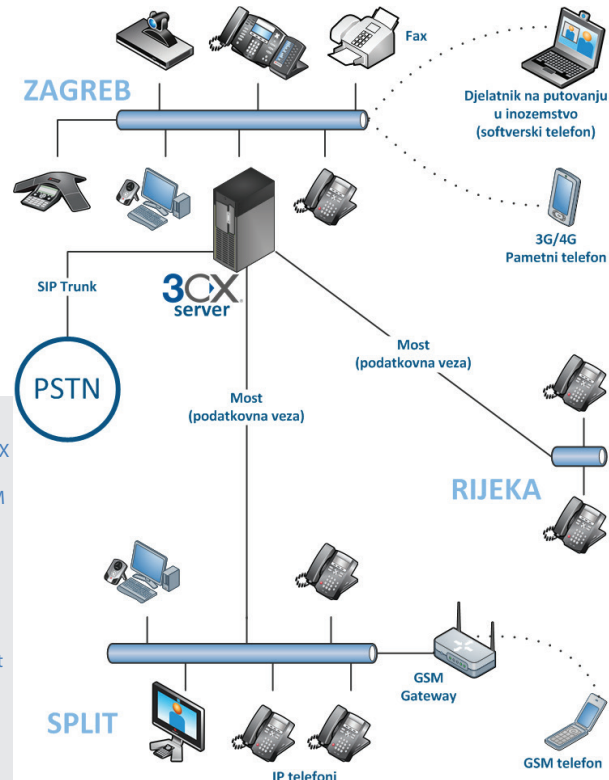 Fax
ZAGREB
Djelatnik na putovanju
u inozemstvo
(softverski telefon)
3G/4G
Pametni telefon
SIP Trunk
3CX
server
Most
(podatkovna veza)
PSTN
Most
(podatkovna veza)
X
M
RIJEKA
t
GSM
Gateway
SPLIT
IP telefoni
GSM telefon